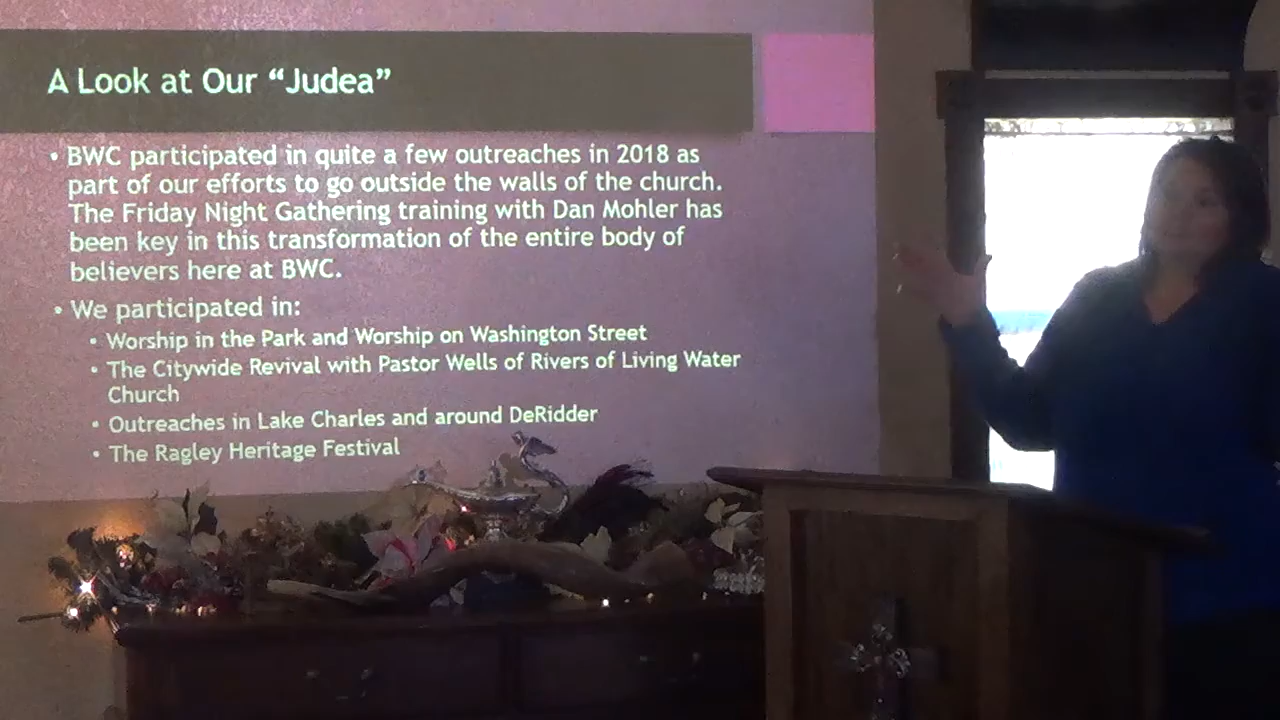 A Look at Our “Judea”
• BWC participated in quite a few outreaches in 2018 as
part of our efforts to go outside the walls of the church.
The Friday Night Gathering training with Dan Mohler has
been key in this transformation of the entire body of
believers here at BWC.
• We participated in:
• Worship in the Park and Worship on Washington Street
• The Citywide Revival with Pastor Wells of Rivers of Living Water
Church
• Outreaches in Lake Charles and around DeRidder
• The Ragley Heritage Festival